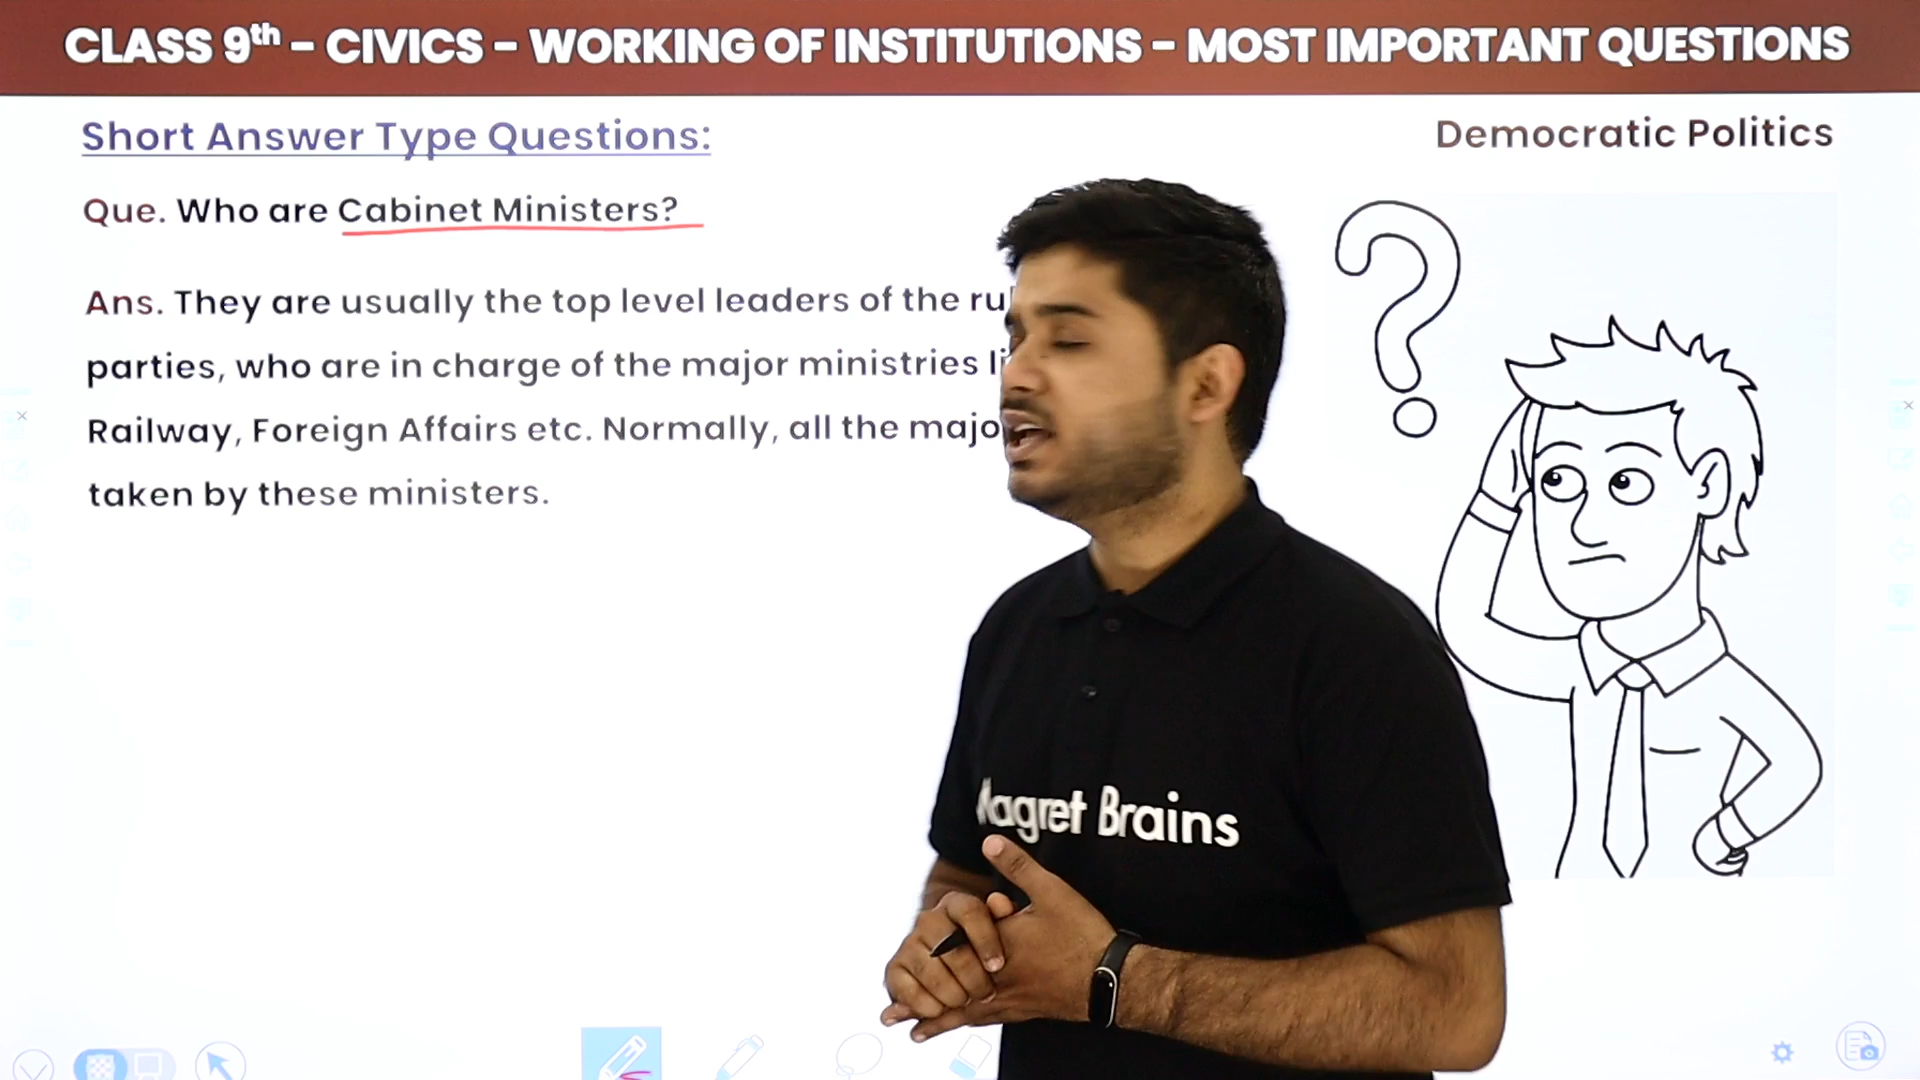 CLASS 9th – CIVICS – WORKING OF INSTITUTIONS – MOST IMPORTANT QUESTIONS
Short Answer Type Questions:
Democratic Politics
Que. Who are Cabinet Ministers?
Ans. They are usually the top level leaders of the
parties, who are in charge of the major ministries
Railway, Foreign Affairs etc. Normally, all the
taken by these ministers.
Magret Brains